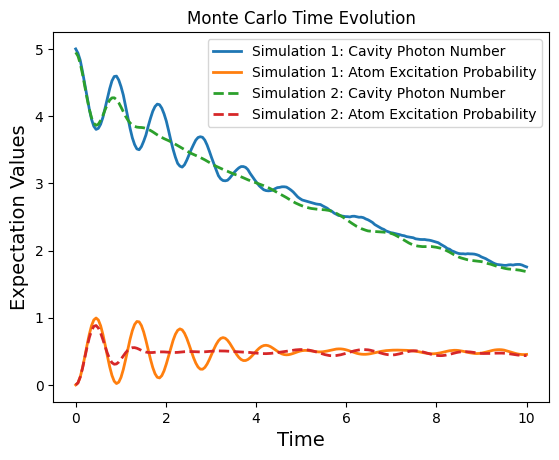 Monte Carlo Time Evolution
Simulation 1: Cavity Photon Number
Simulation 1: Atom Excitation Probability
Simulation 2: Cavity Photon Number
Simulation 2: Atom Excitation Probability
Expectation Values
5
4
3
2
1
0
0 2 4 6 8 10
Time